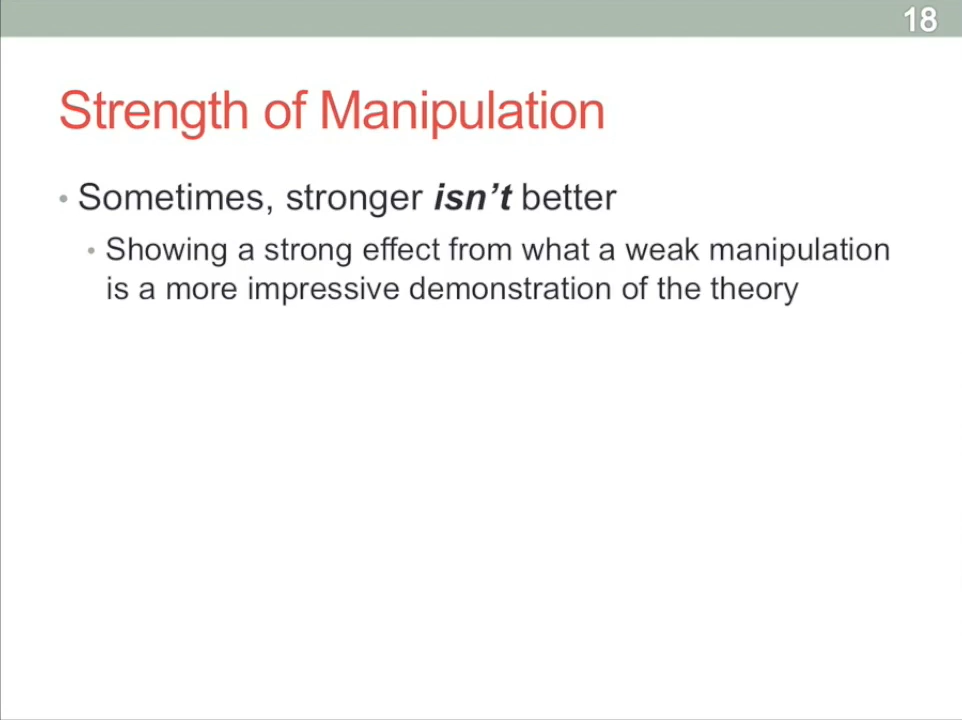 18
Strength of Manipulation
• Sometimes, stronger isn’t better
• Showing a strong effect from what a weak manipulation
is a more impressive demonstration of the theory